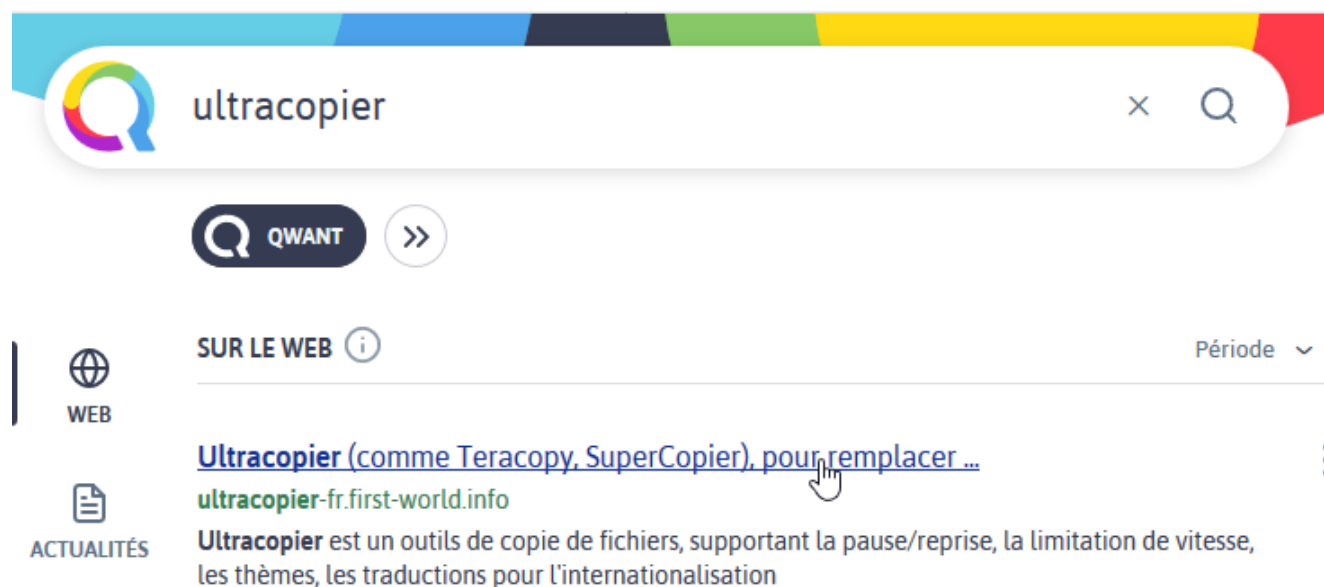 ultracopier
QWANT
SUR LE WEB
Période
WEB
Ultracopier (comme Teracopy, SuperCopier), pour remplacer ...
ultracopier-fr.first-world.info
ACTUALITÉS
Ultracopier est un outils de copie de fichiers, supportant la pause/reprise, la limitation de vitesse,
les thèmes, les traductions pour l'internationalisation